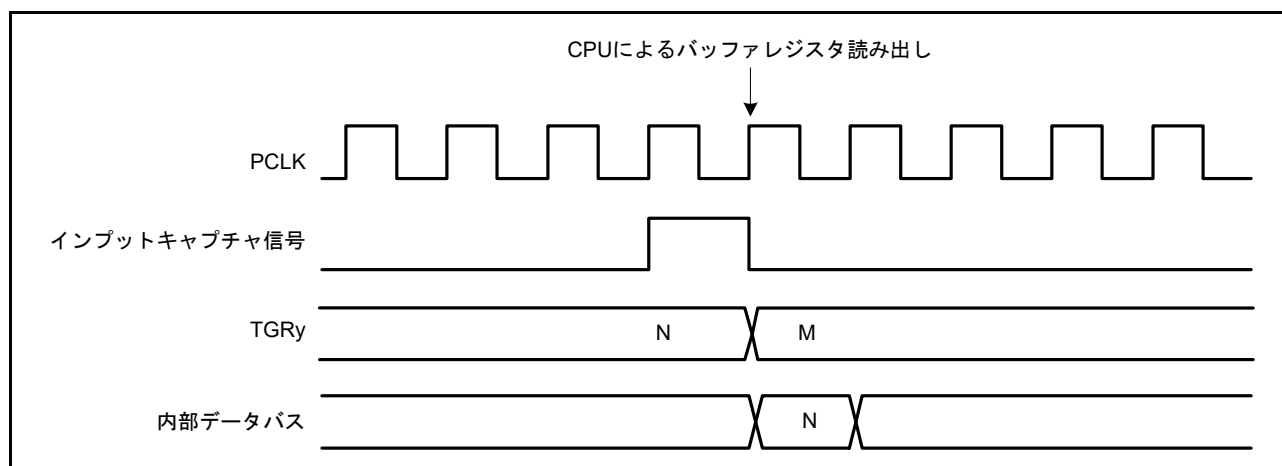 CPUによるバッファレジスタ読み出し
PCLK
インプットキャプチャ信号
TGRy
N
M
内部データバス
N